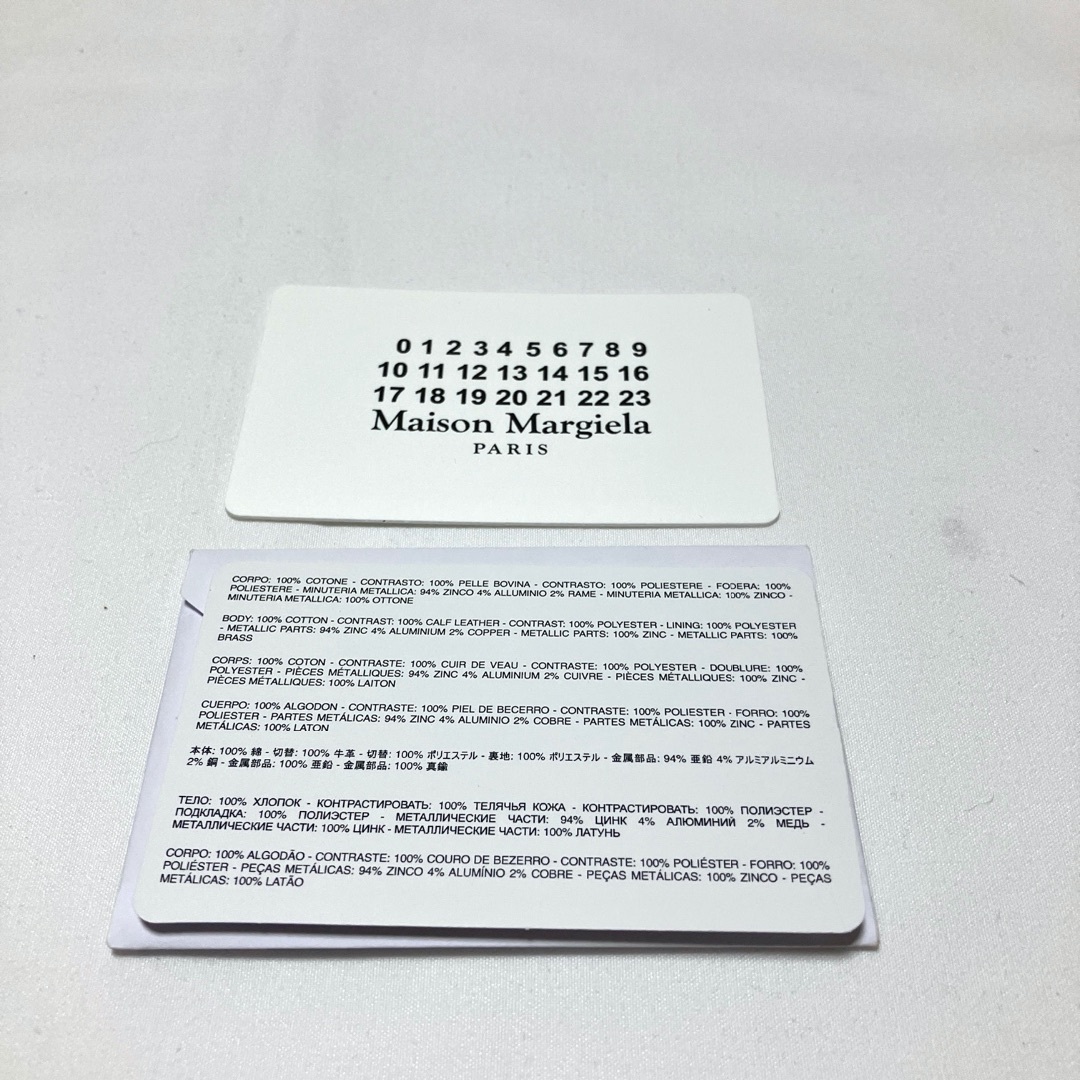 0 1 2 3 4 5 6 7 8 9
10 11 12 13 14 15 16
17 18 19 20 21 22 23
Maison Margiela
PARIS
CORPO: 100% COTONE - CONTRASTO: 100% PELLE BOVINA - CONTRASTO: 100% POLIESTERE - FODERA: 100%
POLIESTERE - MINUTERIA METALLICA: 94% ZINCO 4% ALLUMINIO 2% RAME - MINUTERIA METALLICA: 100% ZINCO -
MINUTERIA METALLICA: 100% OTTONE
BODY: 100% COTTON - CONTRAST: 100% CALF LEATHER - CONTRAST: 100% POLYESTER - LINING: 100% POLYESTER
- METALLIC PARTS: 94% ZINC 4% ALUMINIUM 2% COPPER - METALLIC PARTS: 100% ZINC - METALLIC PARTS: 100%
BRASS
CORPS: 100% COTON - CONTRASTE: 100% CUIR DE VEAU - CONTRASTE: 100% POLYESTER - DOUBLURE: 100%
POLYESTER - PIÈCES MÉTALLIQUES: 94% ZINC 4% ALUMINIUM 2% CUIVRE - PIÈCES MÉTALLIQUES: 100% ZINC -
PIÈCES MÉTALLIQUES: 100% LAITON
CUERPO: 100% ALGODON - CONTRASTE: 100% PIEL DE BECERRO - CONTRASTE: 100% POLIESTER - FORRO: 100%
POLIESTER - PARTES METÁLICAS: 94% ZINC 4% ALUMINIO 2% COBRE - PARTES METÁLICAS: 100% ZINC - PARTES
METÁLICAS: 100% LATON
本体: 100% 綿 - 切替: 100% 牛革 - 切替: 100% ポリエステル - 裏地: 100% ポリエステル - 金属部品: 94% 亜鉛 4% アルミアルミニウム
2% 銅 - 金属部品: 100% 亜鉛 - 金属部品: 100% 真鍮
ТЕЛО: 100% ХЛОПОК - КОНТРАСТИРОВАТЬ: 100% ТЕЛЯЧЬЯ КОЖА - КОНТРАСТИРОВАТЬ: 100% ПОЛИЭСТЕР -
ПОДКЛАДКА: 100% ПОЛИЭСТЕР - МЕТАЛЛИЧЕСКИЕ ЧАСТИ: 94% ЦИНК 4% АЛЮМИНИЙ 2% МЕДЬ -
МЕТАЛЛИЧЕСКИЕ ЧАСТИ: 100% ЦИНК - МЕТАЛЛИЧЕСКИЕ ЧАСТИ: 100% ЛАТУНЬ
CORPO: 100% ALGODÃO - CONTRASTE: 100% COURO DE BEZERRO - CONTRASTE: 100% POLIÉSTER - FORRO: 100%
POLIÉSTER - PEÇAS METÁLICAS: 94% ZINCO 4% ALUMÍNIO 2% COBRE - PEÇAS METÁLICAS: 100% ZINCO - PEÇAS
METÁLICAS: 100% LATÃO